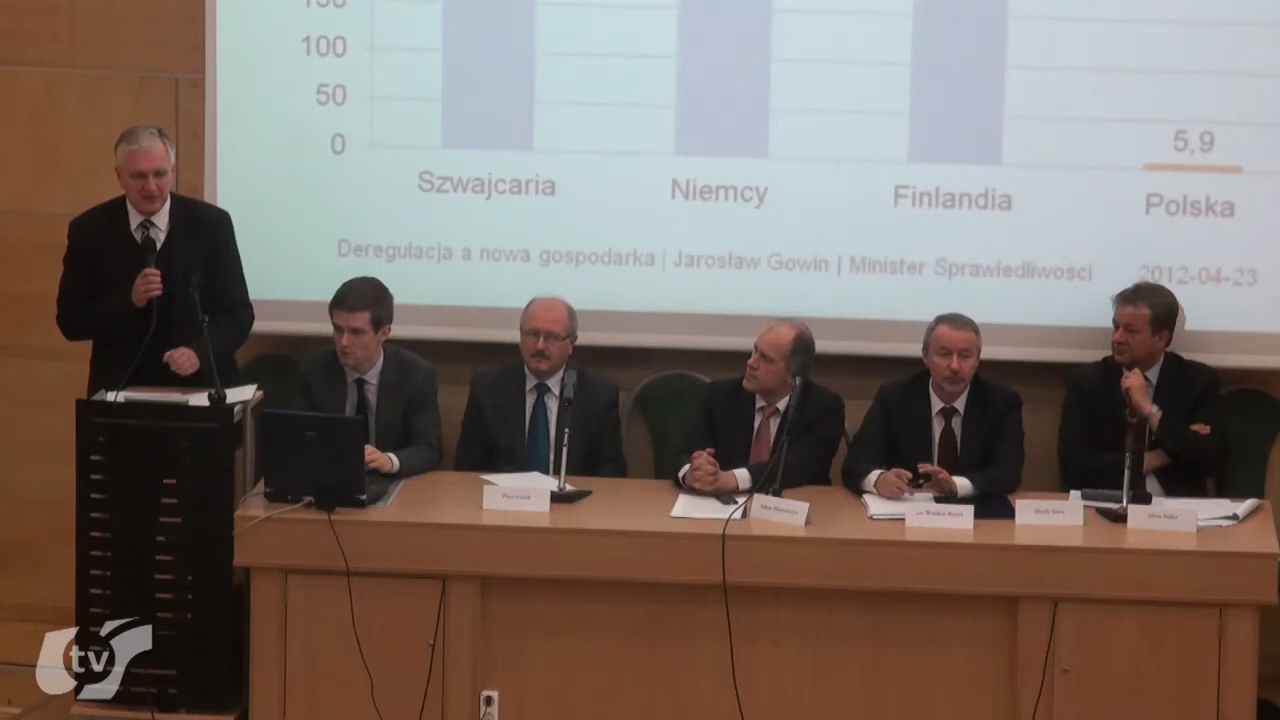 150
100
50
0
5,9
Szwajcaria
Niemcy
Finlandia
Polska
Deregulacja a nowa gospodarka | Jarosław Gowin | Minister Sprawiedliwości
2012-04-23
tv